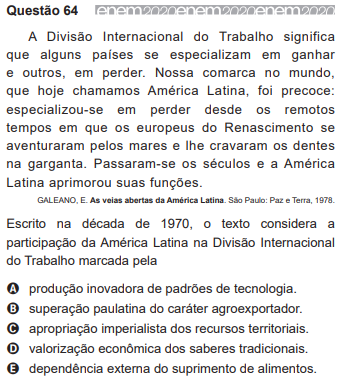 Questão 64 enem2020enem2020enem2020
A Divisão Internacional do Trabalho significa
que alguns países se especializam em ganhar
e outros, em perder. Nossa comarca no mundo,
que hoje chamamos América Latina, foi precoce:
especializou-se em perder desde os remotos
tempos em que os europeus do Renascimento se
aventuraram pelos mares e lhe cravaram os dentes
na garganta. Passaram-se os séculos e a América
Latina aprimorou suas funções.
GALEANO, E. As veias abertas da América Latina. São Paulo: Paz e Terra, 1978.
Escrito na década de 1970, o texto considera a
participação da América Latina na Divisão Internacional
do Trabalho marcada pela
A produção inovadora de padrões de tecnologia.
B superação paulatina do caráter agroexportador.
C apropriação imperialista dos recursos territoriais.
D valorização econômica dos saberes tradicionais.
E dependência externa do suprimento de alimentos.